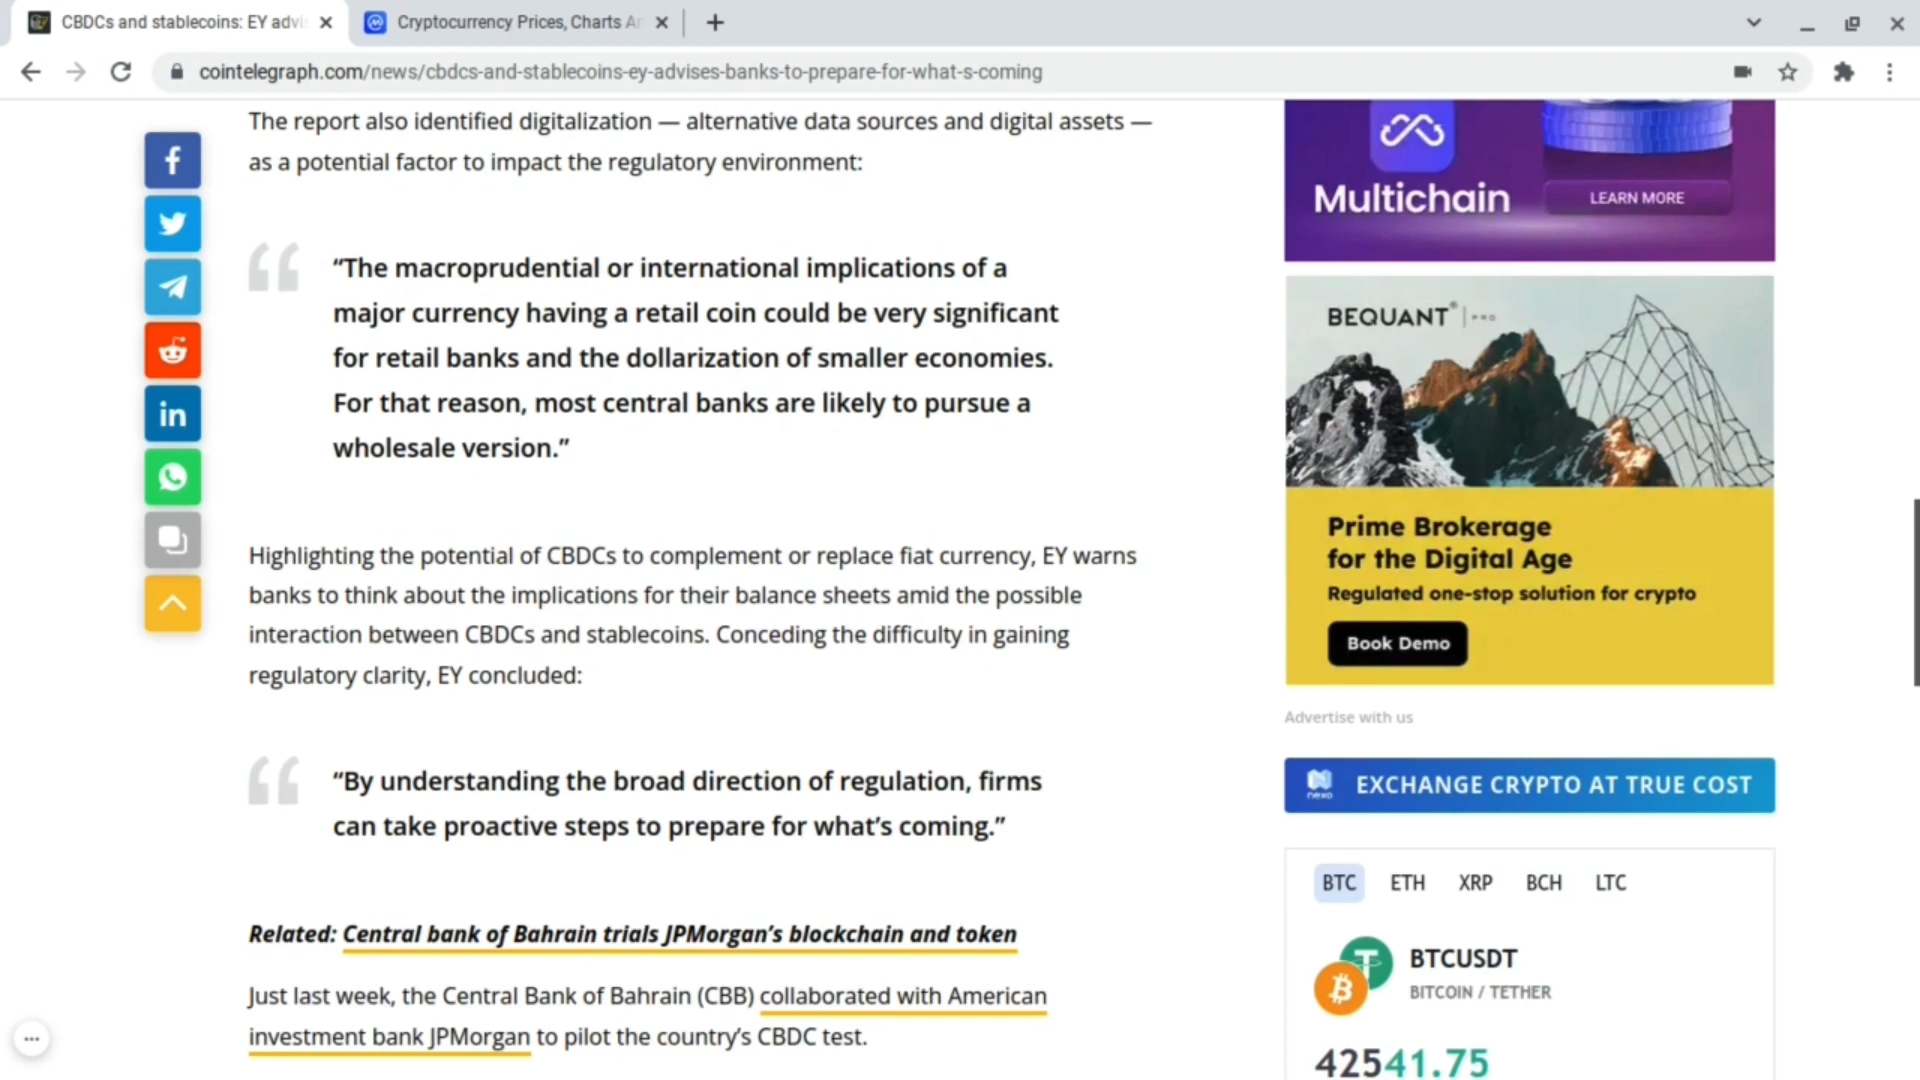 CBDCs and stablecoins: EY advi
Cryptocurrency Prices, Charts Ar
cointelegraph.com/news/cbdcs-and-stablecoins-ey-advises-banks-to-prepare-for-what-s-coming
The report also identified digitalization — alternative data sources and digital assets —
as a potential factor to impact the regulatory environment:
“The macroprudential or international implications of a
major currency having a retail coin could be very significant
for retail banks and the dollarization of smaller economies.
For that reason, most central banks are likely to pursue a
wholesale version.”
Highlighting the potential of CBDCs to complement or replace fiat currency, EY warns
banks to think about the implications for their balance sheets amid the possible
interaction between CBDCs and stablecoins. Conceding the difficulty in gaining
regulatory clarity, EY concluded:
“By understanding the broad direction of regulation, firms
can take proactive steps to prepare for what’s coming.”
Related: Central bank of Bahrain trials JPMorgan’s blockchain and token
Just last week, the Central Bank of Bahrain (CBB) collaborated with American
investment bank JPMorgan to pilot the country’s CBDC test.
Multichain
LEARN MORE
BEQUANT® | PRO
Prime Brokerage
for the Digital Age
Regulated one-stop solution for crypto
Book Demo
Advertise with us
nexo EXCHANGE CRYPTO AT TRUE COST
BTC ETH XRP BCH LTC
BTCUSDT
BITCOIN / TETHER
42541.75